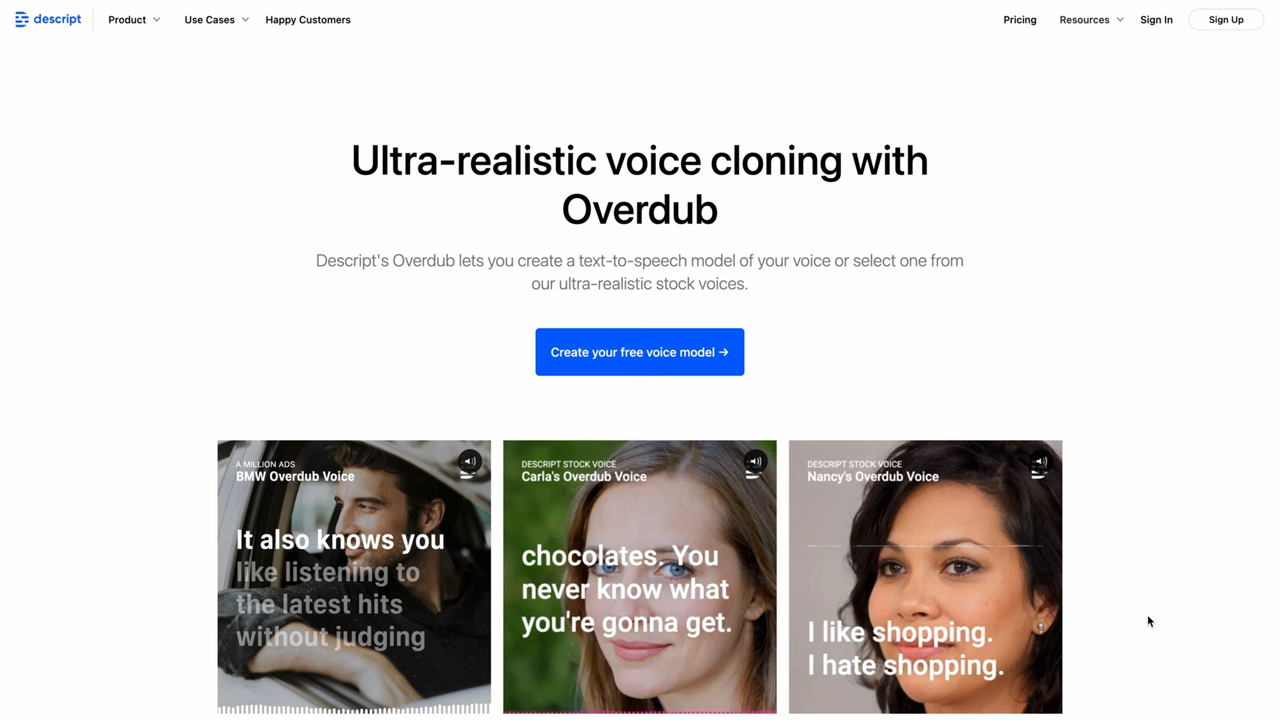 descript
Product
Use Cases
Happy Customers
Pricing
Resources
Sign In
Sign Up
Ultra-realistic voice cloning with
Overdub
Descript's Overdub lets you create a text-to-speech model of your voice or select one from
our ultra-realistic stock voices.
Create your free voice model →
A MILLION ADS
BMW Overdub Voice
It also knows you
like listening to
the latest hits
without judging
DESCRIPT STOCK VOICE
Carla's Overdub Voice
chocolates. You
never know what
you're gonna get.
DESCRIPT STOCK VOICE
Nancy's Overdub Voice
I like shopping.
I hate shopping.